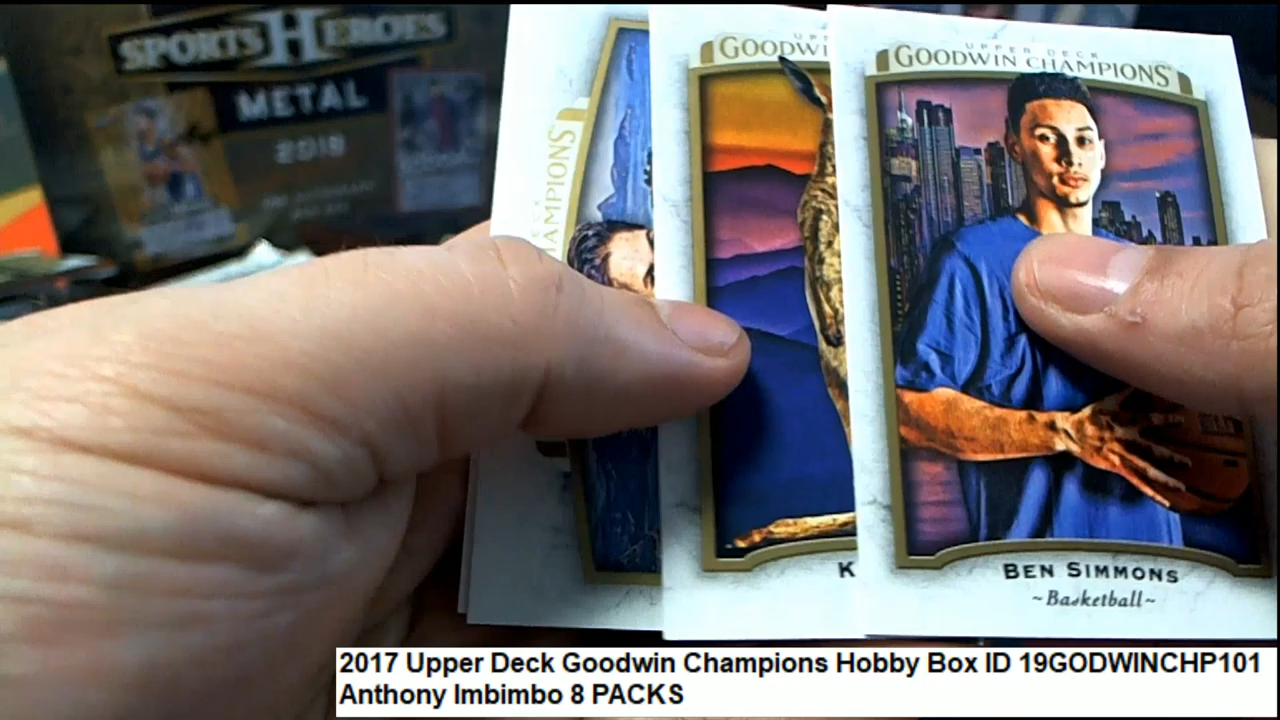 SPORTS HEROES
METAL
2018
CHAMPIONS
GOODWI
UPPER DECK
GOODWIN CHAMPIONS
K
BEN SIMMONS
~Basketball~
2017 Upper Deck Goodwin Champions Hobby Box ID 19GODWINCHP101
Anthony Imbimbo 8 PACKS